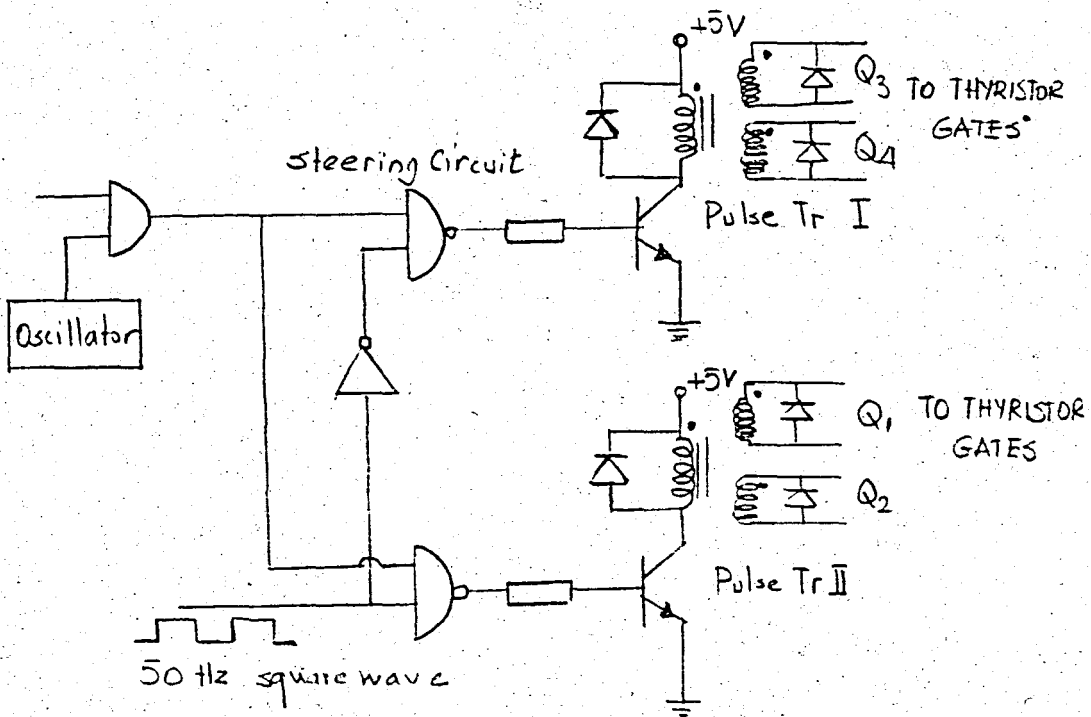 +5V
Q3 TO THYRISTOR
GATES
Q4
Steering Circuit
Pulse Tr I
Oscillator
+5V
Q1 TO THYRISTOR
GATES
Q2
Pulse Tr II
50 Hz square wave